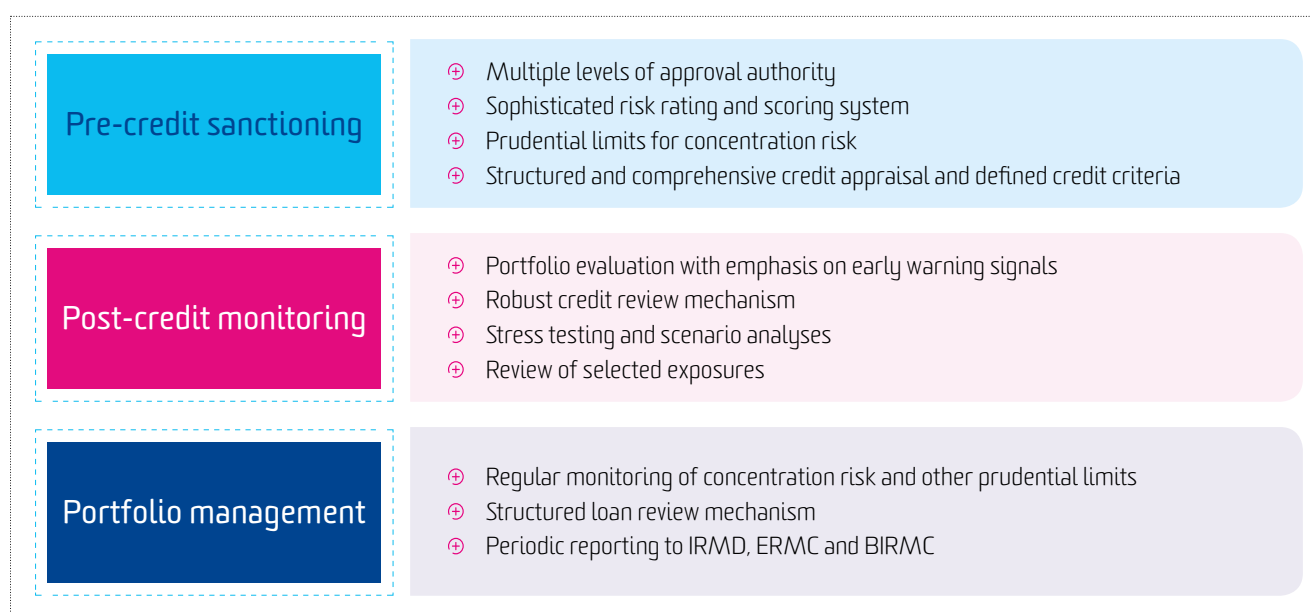 Pre-credit sanctioning
Multiple levels of approval authority
Sophisticated risk rating and scoring system
Prudential limits for concentration risk
Structured and comprehensive credit appraisal and defined credit criteria
Post-credit monitoring
Portfolio evaluation with emphasis on early warning signals
Robust credit review mechanism
Stress testing and scenario analyses
Review of selected exposures
Portfolio management
Regular monitoring of concentration risk and other prudential limits
Structured loan review mechanism
Periodic reporting to IRMD, ERMC and BIRMC